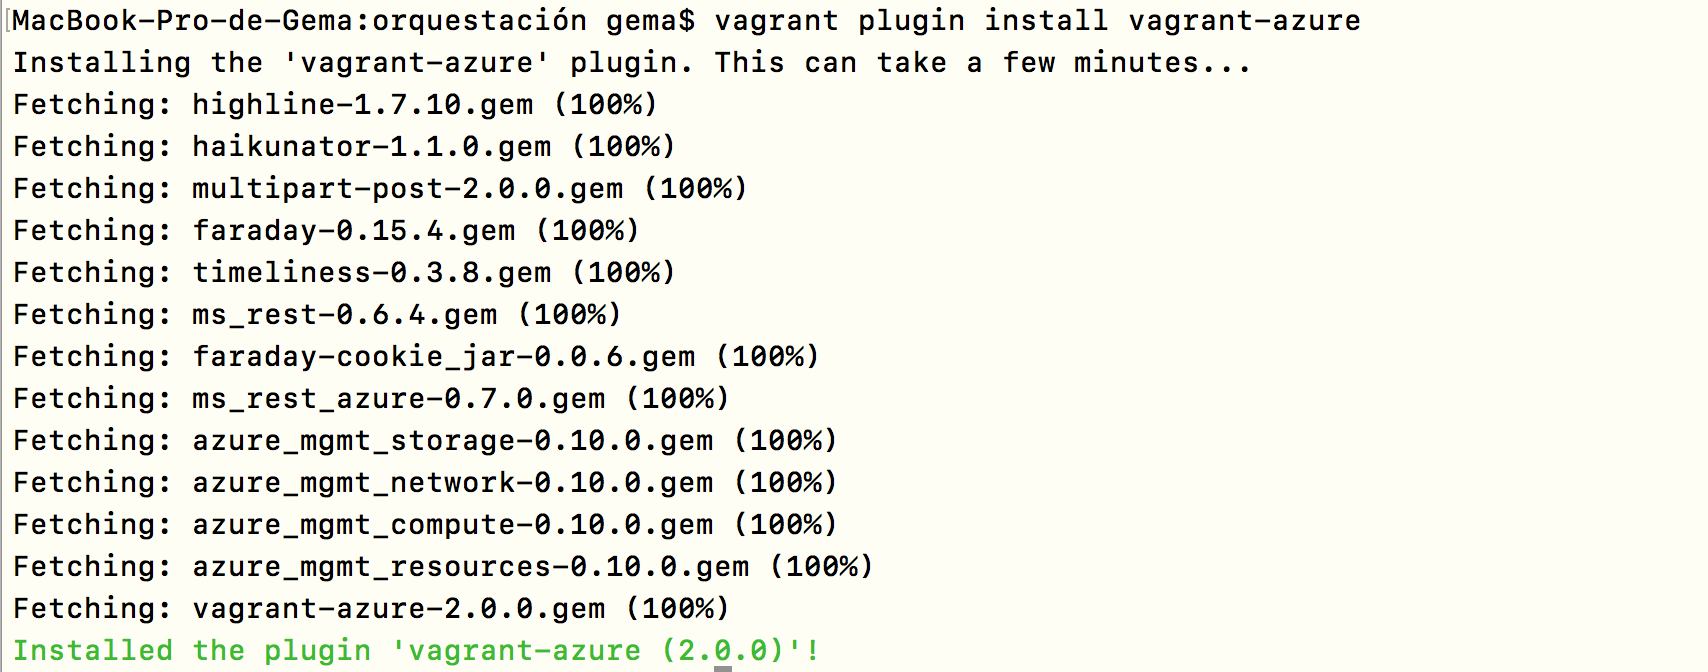 [MacBook-Pro-de-Gema:orquestación gema$ vagrant plugin install vagrant-azure
Installing the 'vagrant-azure' plugin. This can take a few minutes...
Fetching: highline-1.7.10.gem (100%)
Fetching: haikunator-1.1.0.gem (100%)
Fetching: multipart-post-2.0.0.gem (100%)
Fetching: faraday-0.15.4.gem (100%)
Fetching: timeliness-0.3.8.gem (100%)
Fetching: ms_rest-0.6.4.gem (100%)
Fetching: faraday-cookie_jar-0.0.6.gem (100%)
Fetching: ms_rest_azure-0.7.0.gem (100%)
Fetching: azure_mgmt_storage-0.10.0.gem (100%)
Fetching: azure_mgmt_network-0.10.0.gem (100%)
Fetching: azure_mgmt_compute-0.10.0.gem (100%)
Fetching: azure_mgmt_resources-0.10.0.gem (100%)
Fetching: vagrant-azure-2.0.0.gem (100%)
Installed the plugin 'vagrant-azure (2.0.0)'!